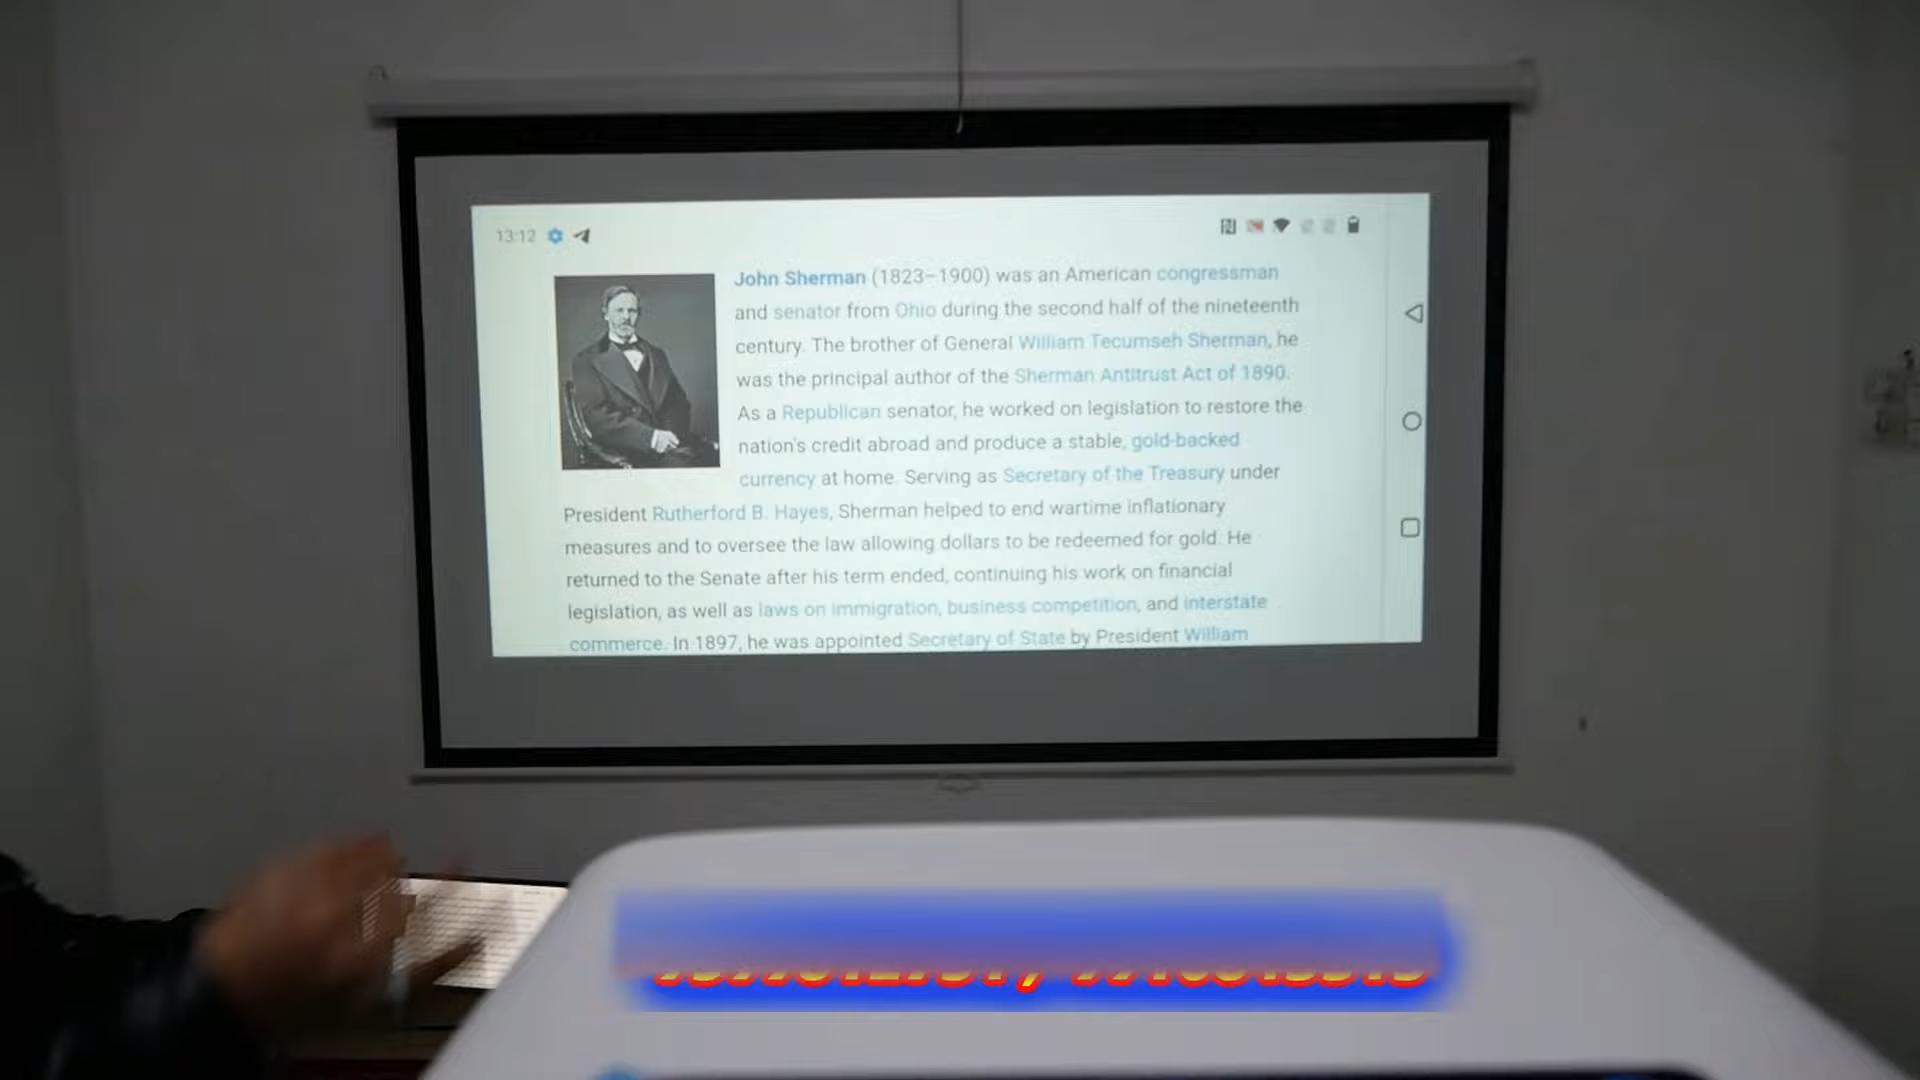 13:12
John Sherman (1823–1900) was an American congressman
and senator from Ohio during the second half of the nineteenth
century. The brother of General William Tecumseh Sherman, he
was the principal author of the Sherman Antitrust Act of 1890.
As a Republican senator, he worked on legislation to restore the
nation's credit abroad and produce a stable, gold-backed
currency at home. Serving as Secretary of the Treasury under
President Rutherford B. Hayes, Sherman helped to end wartime inflationary
measures and to oversee the law allowing dollars to be redeemed for gold. He
returned to the Senate after his term ended, continuing his work on financial
legislation, as well as laws on immigration, business competition, and interstate
commerce. In 1897, he was appointed Secretary of State by President William